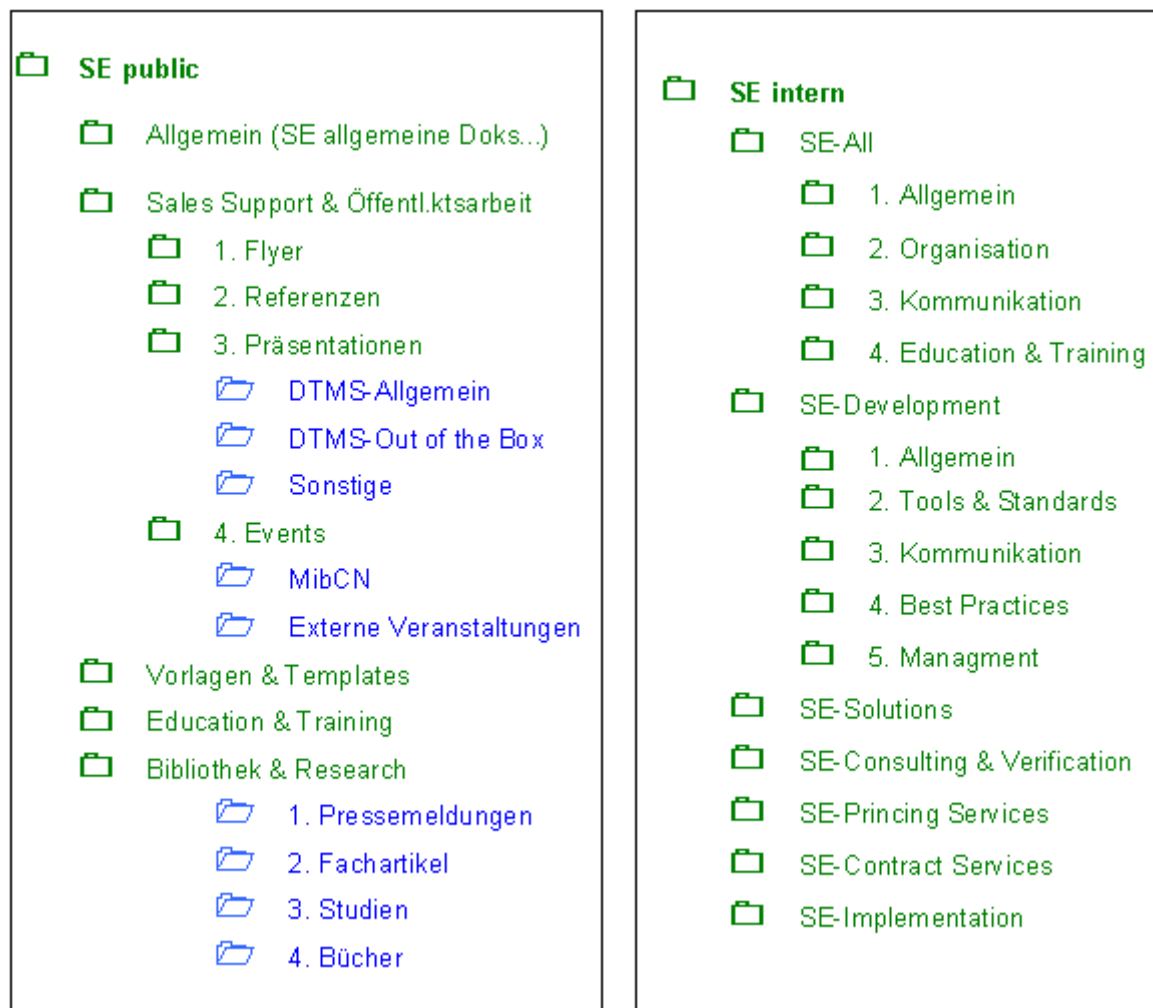 SE public
Allgemein (SE allgemeine Doks...)
Sales Support & Öffentl.ktsarbeit
1. Flyer
2. Referenzen
3. Präsentationen
DTMS-Allgemein
DTMS-Out of the Box
Sonstige
4. Events
MibCN
Externe Veranstaltungen
Vorlagen & Templates
Education & Training
Bibliothek & Research
1. Pressemeldungen
2. Fachartikel
3. Studien
4. Bücher
SE intern
SE-All
1. Allgemein
2. Organisation
3. Kommunikation
4. Education & Training
SE-Development
1. Allgemein
2. Tools & Standards
3. Kommunikation
4. Best Practices
5. Managment
SE-Solutions
SE-Consulting & Verification
SE-Princing Services
SE-Contract Services
SE-Implementation